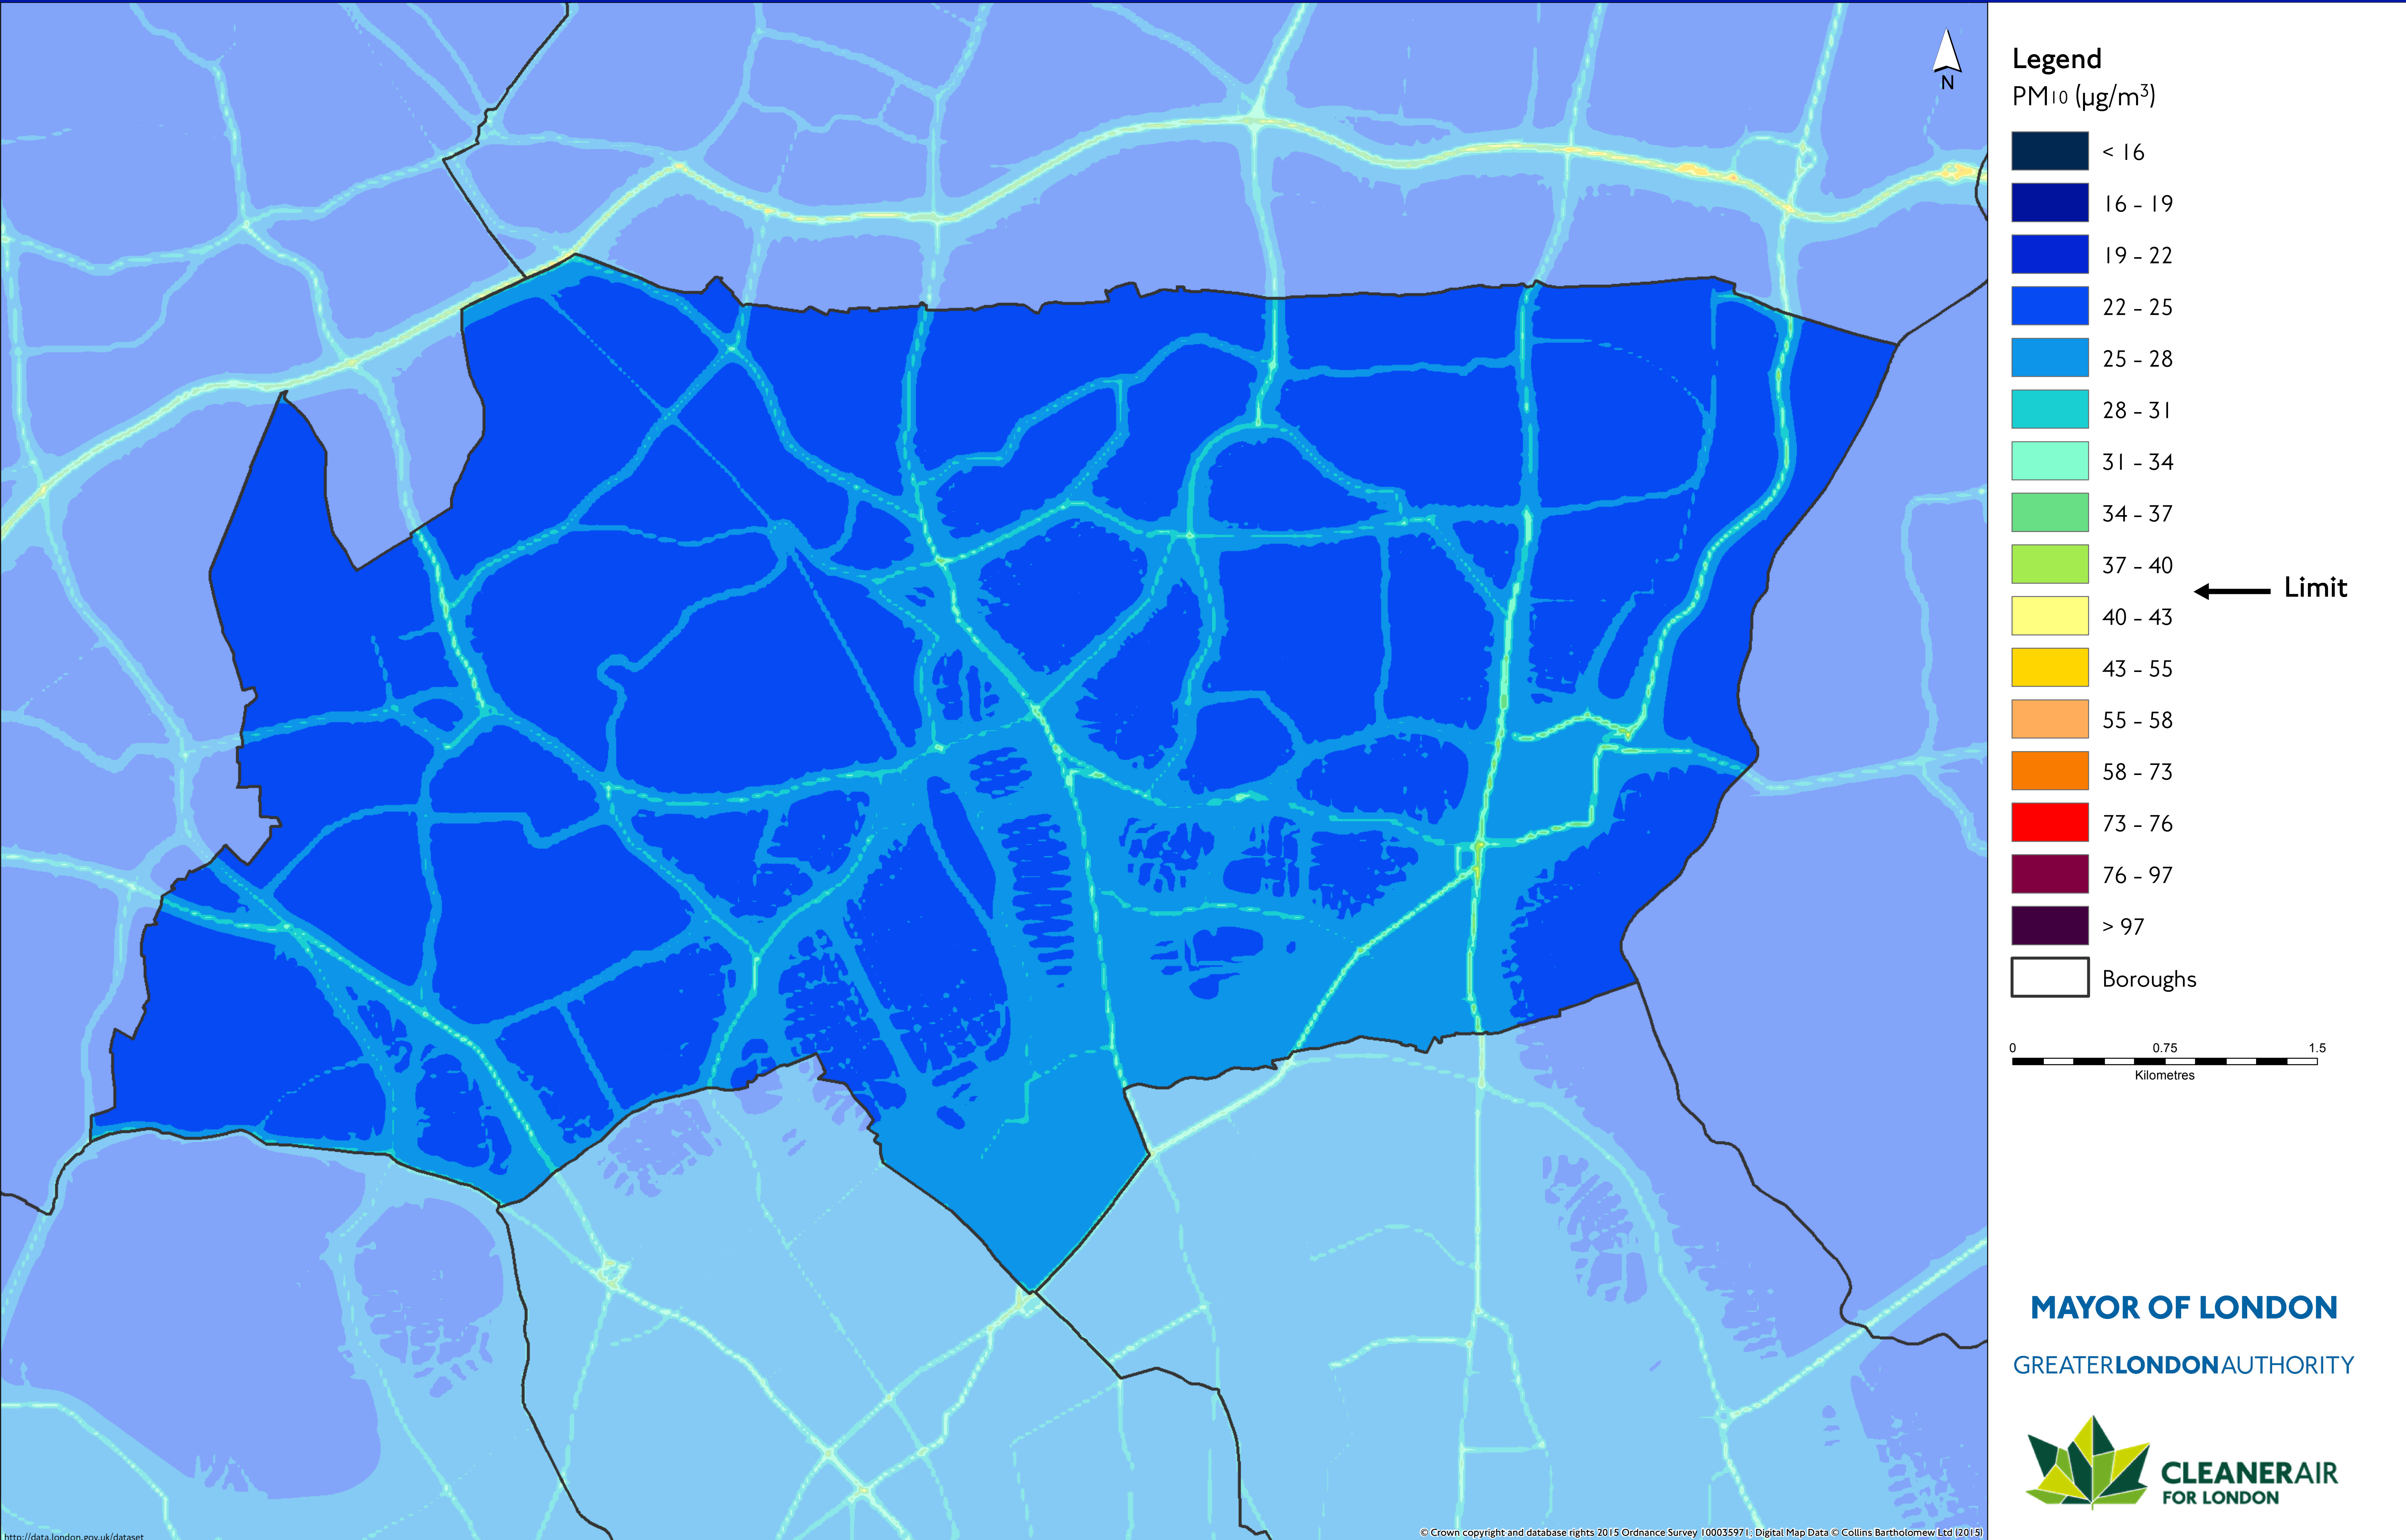 N
Legend
PM10 (µg/m³)
< 16
16 - 19
19 - 22
22 - 25
25 - 28
28 - 31
31 - 34
34 - 37
37 - 40
Limit
40 - 43
43 - 55
55 - 58
58 - 73
73 - 76
76 - 97
> 97
Boroughs
0 0.75 1.5
Kilometres
MAYOR OF LONDON
GREATERLONDONAUTHORITY
CLEANERAIR
FOR LONDON
http://data.london.gov.uk/dataset
© Crown copyright and database rights 2015 Ordnance Survey 100035971; Digital Map Data © Collins Bartholomew Ltd (2015)